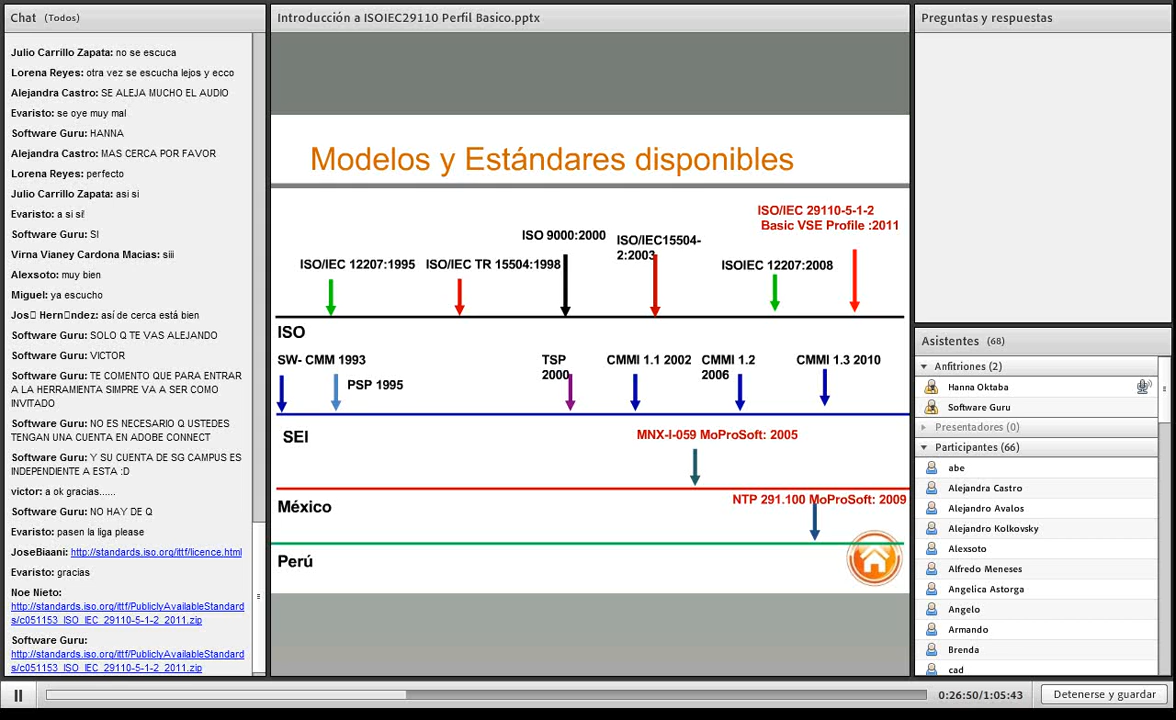 Chat (Todos)
Julio Carrillo Zapata: no se escuca
Lorena Reyes: otra vez se escucha lejos y ecco
Alejandra Castro: SE ALEJA MUCHO EL AUDIO
Evaristo: se oye muy mal
Software Guru: HANNA
Alejandra Castro: MAS CERCA POR FAVOR
Lorena Reyes: perfecto
Julio Carrillo Zapata: asi si
Evaristo: a si si!
Software Guru: SI
Virna Vianey Cardona Macias: siii
Alexsoto: muy bien
Miguel: ya escucho
Jos▯ Hern▯ndez: así de cerca está bien
Software Guru: SOLO Q TE VAS ALEJANDO
Software Guru: VICTOR
Software Guru: TE COMENTO QUE PARA ENTRAR
A LA HERRAMIENTA SIMPRE VA A SER COMO
INVITADO
Software Guru: NO ES NECESARIO Q USTEDES
TENGAN UNA CUENTA EN ADOBE CONNECT
Software Guru: Y SU CUENTA DE SG CAMPUS ES
INDEPENDIENTE A ESTA :D
victor: a ok gracias......
Software Guru: NO HAY DE Q
Evaristo: pasen la liga please
JoseBiaani: http://standards.iso.org/ittf/licence.html
Evaristo: gracias
Noe Nieto:
http://standards.iso.org/ittf/PubliclyAvailableStandard
s/c051153_ISO_IEC_29110-5-1-2_2011.zip
Software Guru:
http://standards.iso.org/ittf/PubliclyAvailableStandard
s/c051153_ISO_IEC_29110-5-1-2_2011.zip
Introducción a ISOIEC29110 Perfil Basico.pptx
Modelos y Estándares disponibles
ISO/IEC 29110-5-1-2
Basic VSE Profile :2011
ISO 9000:2000
ISO/IEC15504-
2:2003
ISO/IEC 12207:1995
ISO/IEC TR 15504:1998
ISOIEC 12207:2008
ISO
SW- CMM 1993
PSP 1995
TSP
2000
CMMI 1.1 2002
CMMI 1.2
2006
CMMI 1.3 2010
SEI
MNX-I-059 MoProSoft: 2005
México
NTP 291.100 MoProSoft: 2009
Perú
Preguntas y respuestas
Asistentes (68)
Anfitriones (2)
Hanna Oktaba
Software Guru
Presentadores (0)
Participantes (66)
abe
Alejandra Castro
Alejandro Avalos
Alejandro Kolkovsky
Alexsoto
Alfredo Meneses
Angelica Astorga
Angelo
Armando
Brenda
cad
0:26:50/1:05:43
Detenerse y guardar